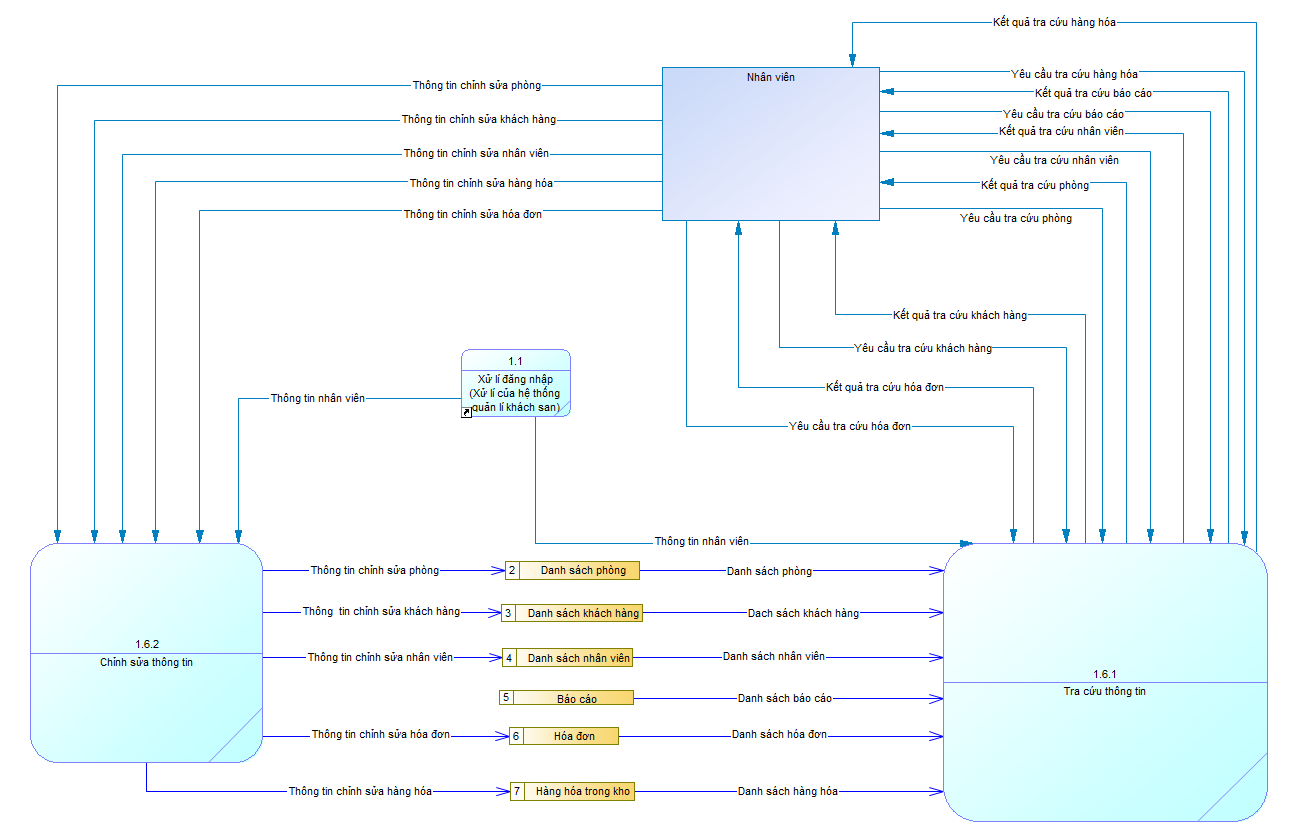 Kết quả tra cứu hàng hóa
Nhân viên
Yêu cầu tra cứu hàng hóa
Thông tin chỉnh sửa phòng
Kết quả tra cứu báo cáo
Yêu cầu tra cứu báo cáo
Thông tin chỉnh sửa khách hàng
Kết quả tra cứu nhân viên
Thông tin chỉnh sửa nhân viên
Yêu cầu tra cứu nhân viên
Thông tin chỉnh sửa hàng hóa
Kết quả tra cứu phòng
Thông tin chỉnh sửa hóa đơn
Yêu cầu tra cứu phòng
Kết quả tra cứu khách hàng
Yêu cầu tra cứu khách hàng
1.1
Xử lí đăng nhập
(Xử lí của hệ thống
quản lí khách san)
Kết quả tra cứu hóa đơn
Thông tin nhân viên
Yêu cầu tra cứu hóa đơn
Thông tin nhân viên
Thông tin chỉnh sửa phòng
2 Danh sách phòng
Danh sách phòng
Thông tin chỉnh sửa khách hàng
3 Danh sách khách hàng
Dach sách khách hàng
1.6.2
Chỉnh sửa thông tin
Thông tin chỉnh sửa nhân viên
4 Danh sách nhân viên
Danh sách nhân viên
1.6.1
Tra cứu thông tin
5 Báo cáo
Danh sách báo cáo
Thông tin chỉnh sửa hóa đơn
6 Hóa đơn
Danh sách hóa đơn
Thông tin chỉnh sửa hàng hóa
7 Hàng hóa trong kho
Danh sách hàng hóa